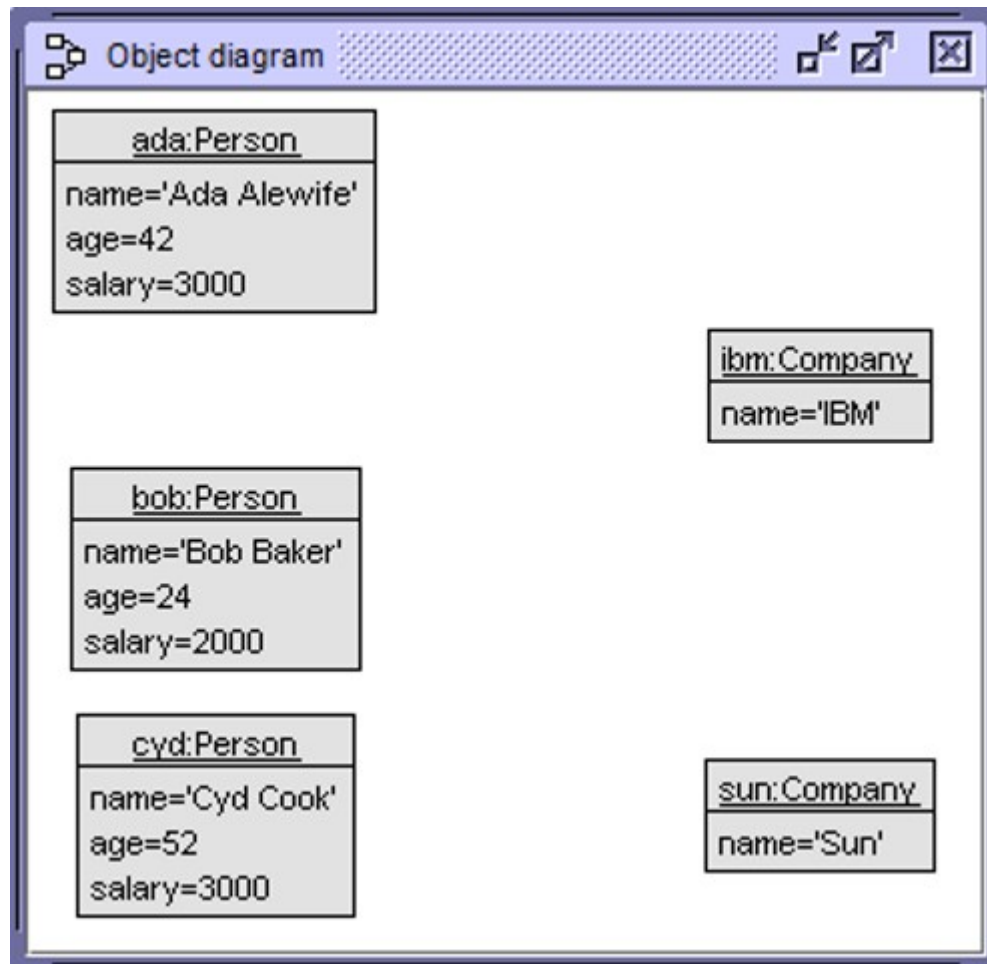 Object diagram
ada:Person
name='Ada Alewife'
age=42
salary=3000
ibm:Company
name='IBM'
bob:Person
name='Bob Baker'
age=24
salary=2000
cyd:Person
name='Cyd Cook'
age=52
salary=3000
sun:Company
name='Sun'